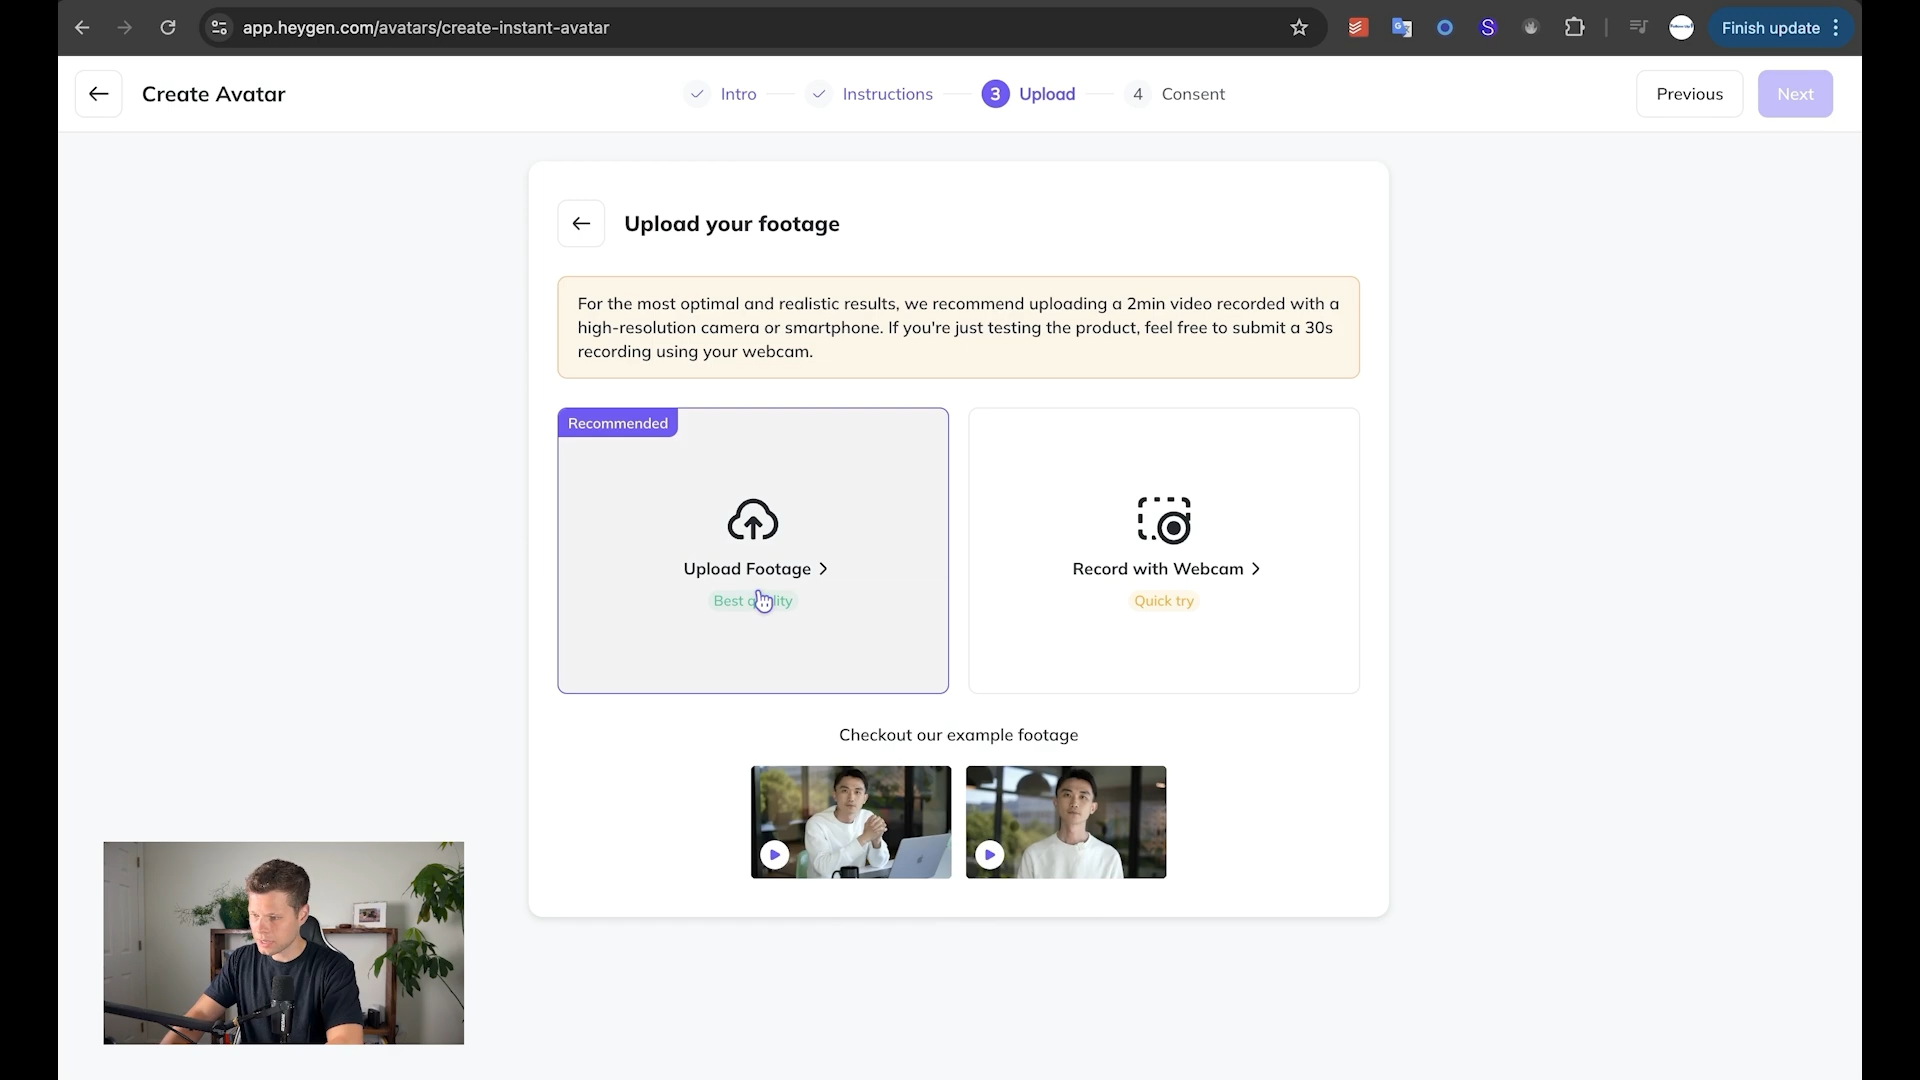 app.heygen.com/avatars/create-instant-avatar
Finish update
Create Avatar
Intro
Instructions
3 Upload
4 Consent
Previous
Next
Upload your footage
For the most optimal and realistic results, we recommend uploading a 2min video recorded with a
high-resolution camera or smartphone. If you're just testing the product, feel free to submit a 30s
recording using your webcam.
Recommended
Upload Footage
Best quality
Record with Webcam
Quick try
Checkout our example footage